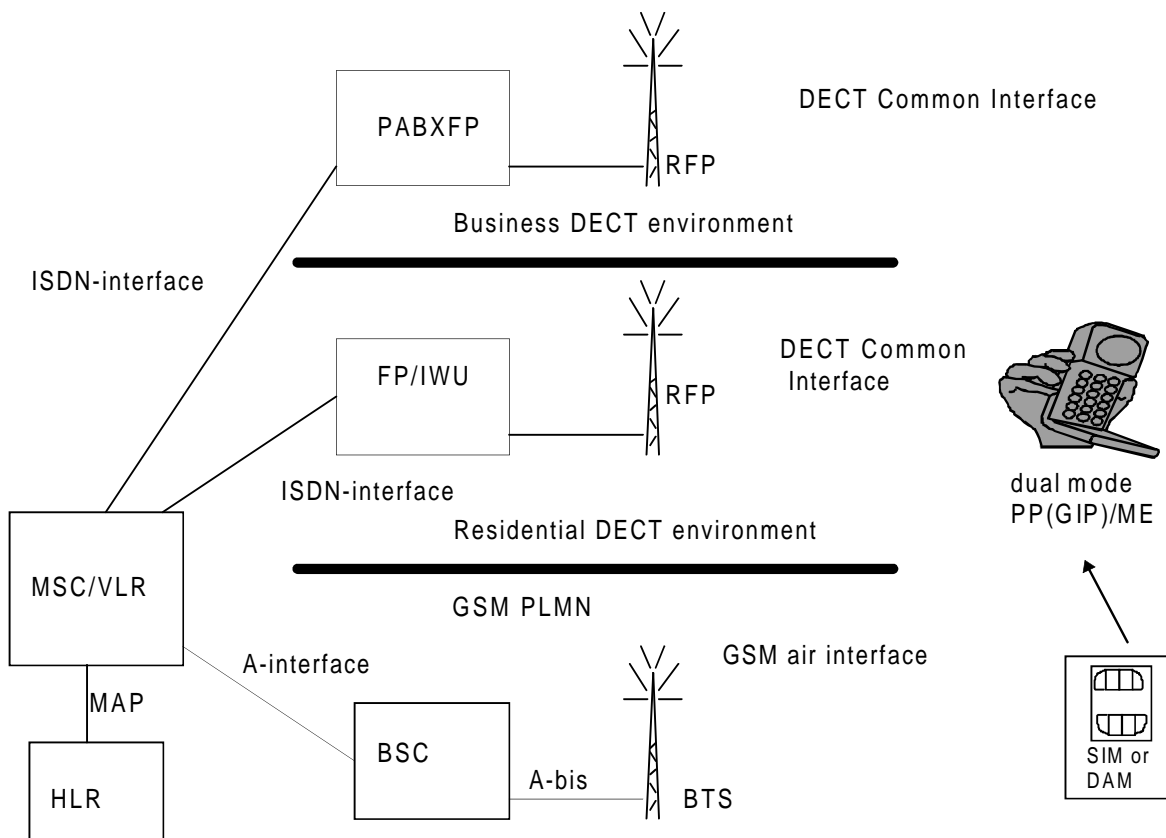 DECT Common Interface
PABXFP
RFP
Business DECT environment
ISDN-interface
DECT Common
Interface
FP/IWU
RFP
ISDN-interface
dual mode
PP(GIP)/ME
Residential DECT environment
MSC/VLR
GSM PLMN
GSM air interface
A-interface
MAP
BSC
SIM or
DAM
A-bis
HLR
BTS